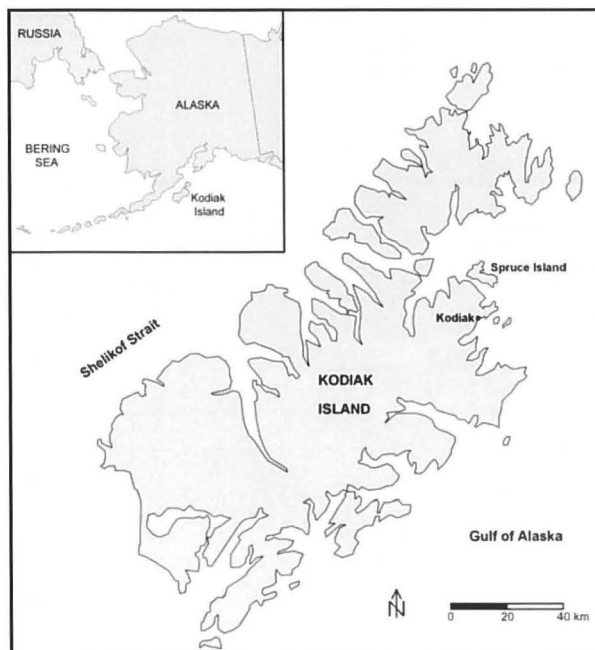 RUSSIA
ALASKA
BERING
SEA
Kodiak
Island
Spruce Island
Kodiak
Shelikof Strait
KODIAK
ISLAND
Gulf of Alaska
N
0 20 40 km